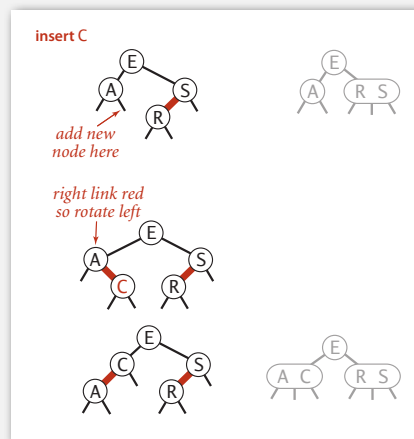 insert C
E
E
A
S
A
R S
R
add new
node here
right link red
so rotate left
E
A
S
C
R
E
E
C
S
A C
R S
A
R